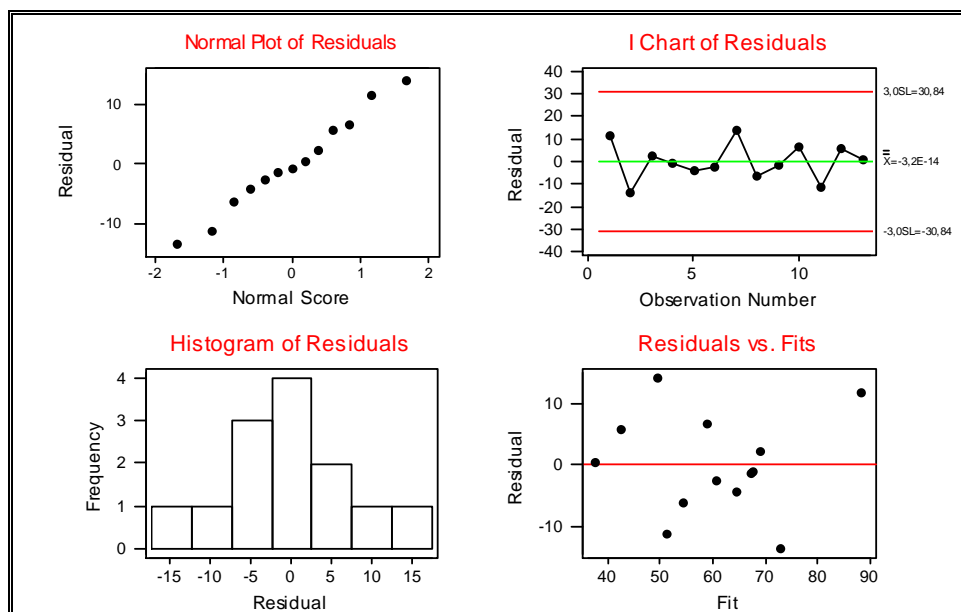 Normal Plot of Residuals
10
0
-10
Residual
-2
-1
0
1
2
Normal Score
I Chart of Residuals
40
30
20
10
0
-10
-20
-30
-40
Residual
3,0SL=30,84
X=-3,2E-14
-3,0SL=-30,84
0
5
10
Observation Number
Histogram of Residuals
4
3
2
1
0
Frequency
-15
-10
-5
0
5
10
15
Residual
Residuals vs. Fits
10
0
-10
Residual
40
50
60
70
80
90
Fit